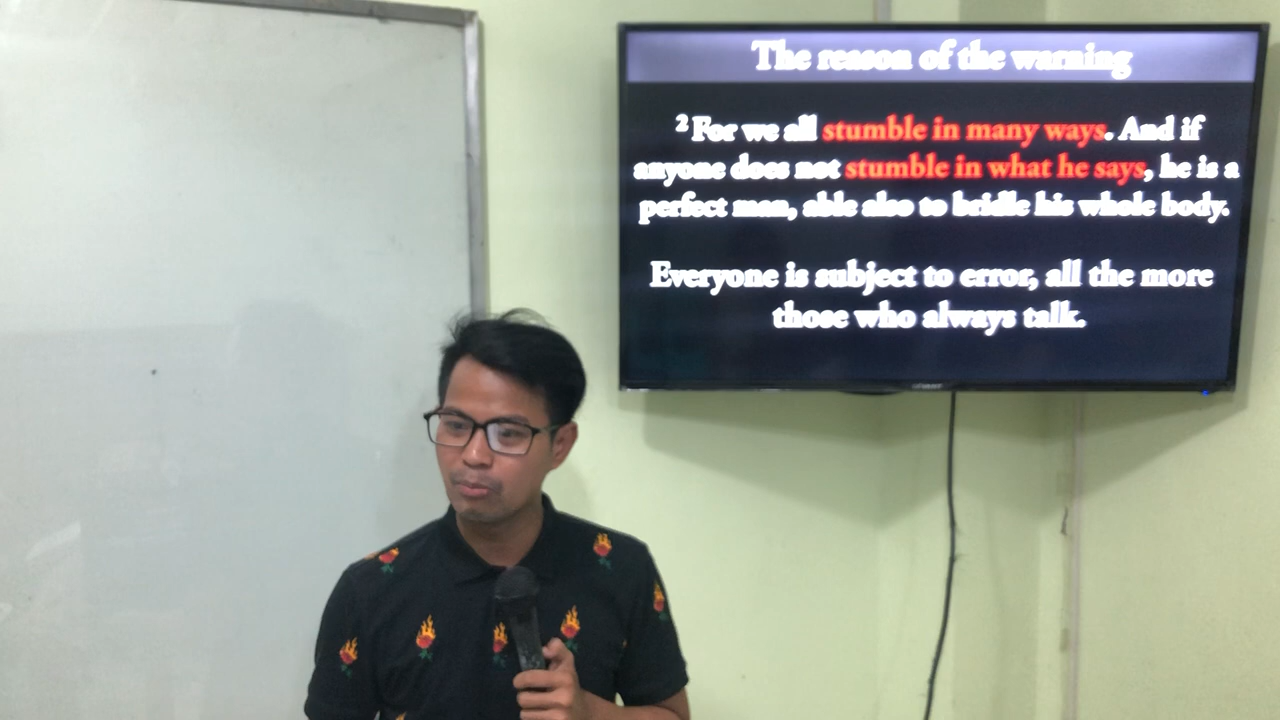 The reason of the warning
² For we all stumble in many ways. And if
anyone does not stumble in what he says, he is a
perfect man, able also to bridle his whole body.
Everyone is subject to error, all the more
those who always talk.